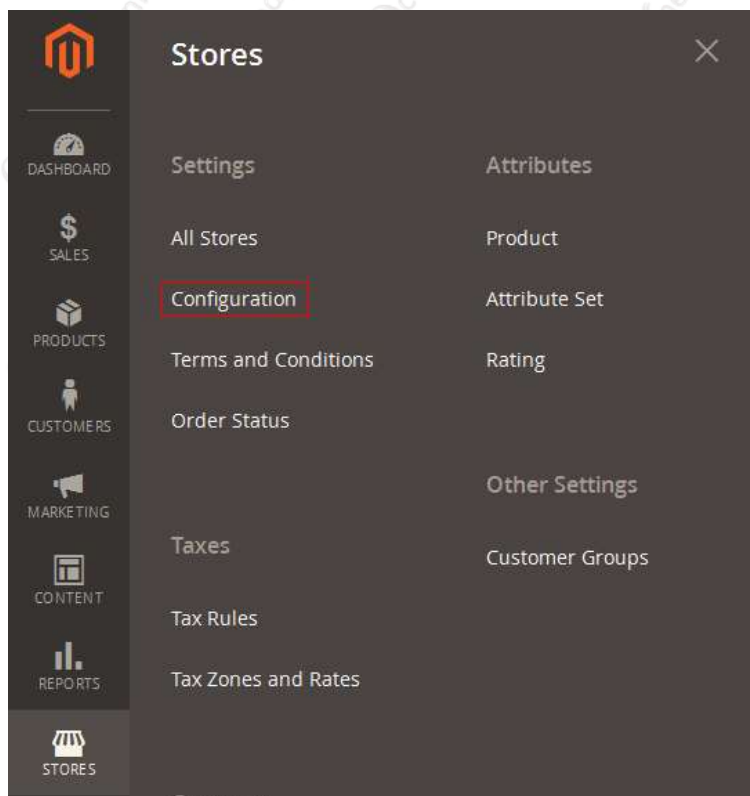 Stores
DASHBOARD
SALES
PRODUCTS
CUSTOMERS
MARKETING
CONTENT
REPORTS
STORES
Settings
All Stores
Configuration
Terms and Conditions
Order Status
Taxes
Tax Rules
Tax Zones and Rates
Attributes
Product
Attribute Set
Rating
Other Settings
Customer Groups